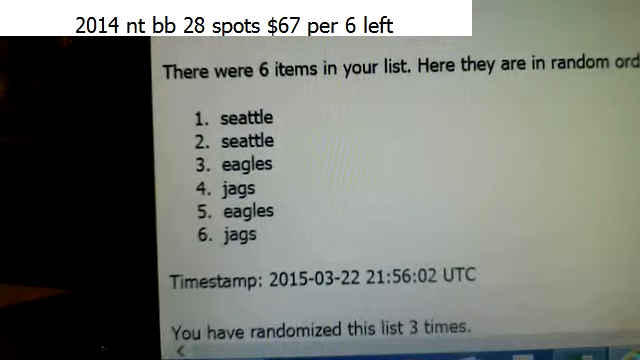 2014 nt bb 28 spots $67 per 6 left
There were 6 items in your list. Here they are in random ord
1. seattle
2. seattle
3. eagles
4. jags
5. eagles
6. jags
Timestamp: 2015-03-22 21:56:02 UTC
You have randomized this list 3 times.